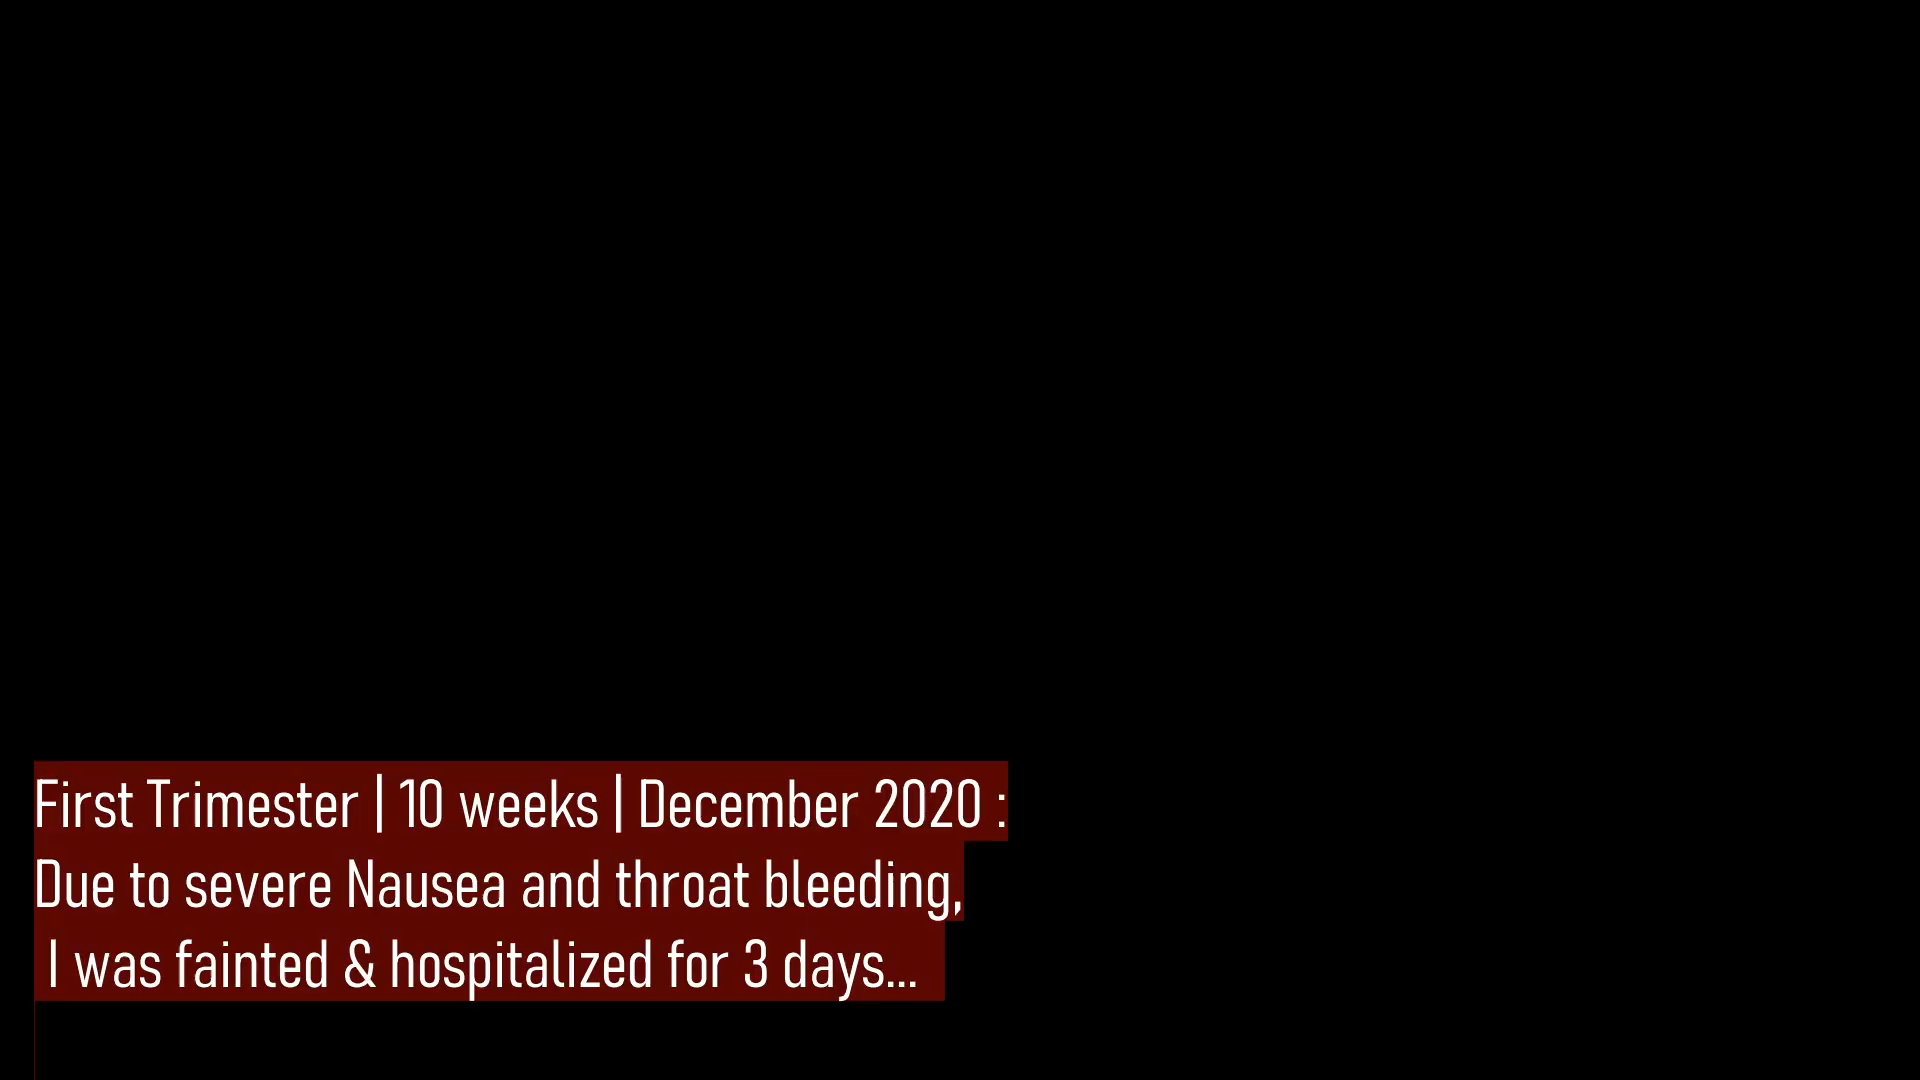 First Trimester | 10 weeks | December 2020 :
Due to severe Nausea and throat bleeding,
I was fainted & hospitalized for 3 days...